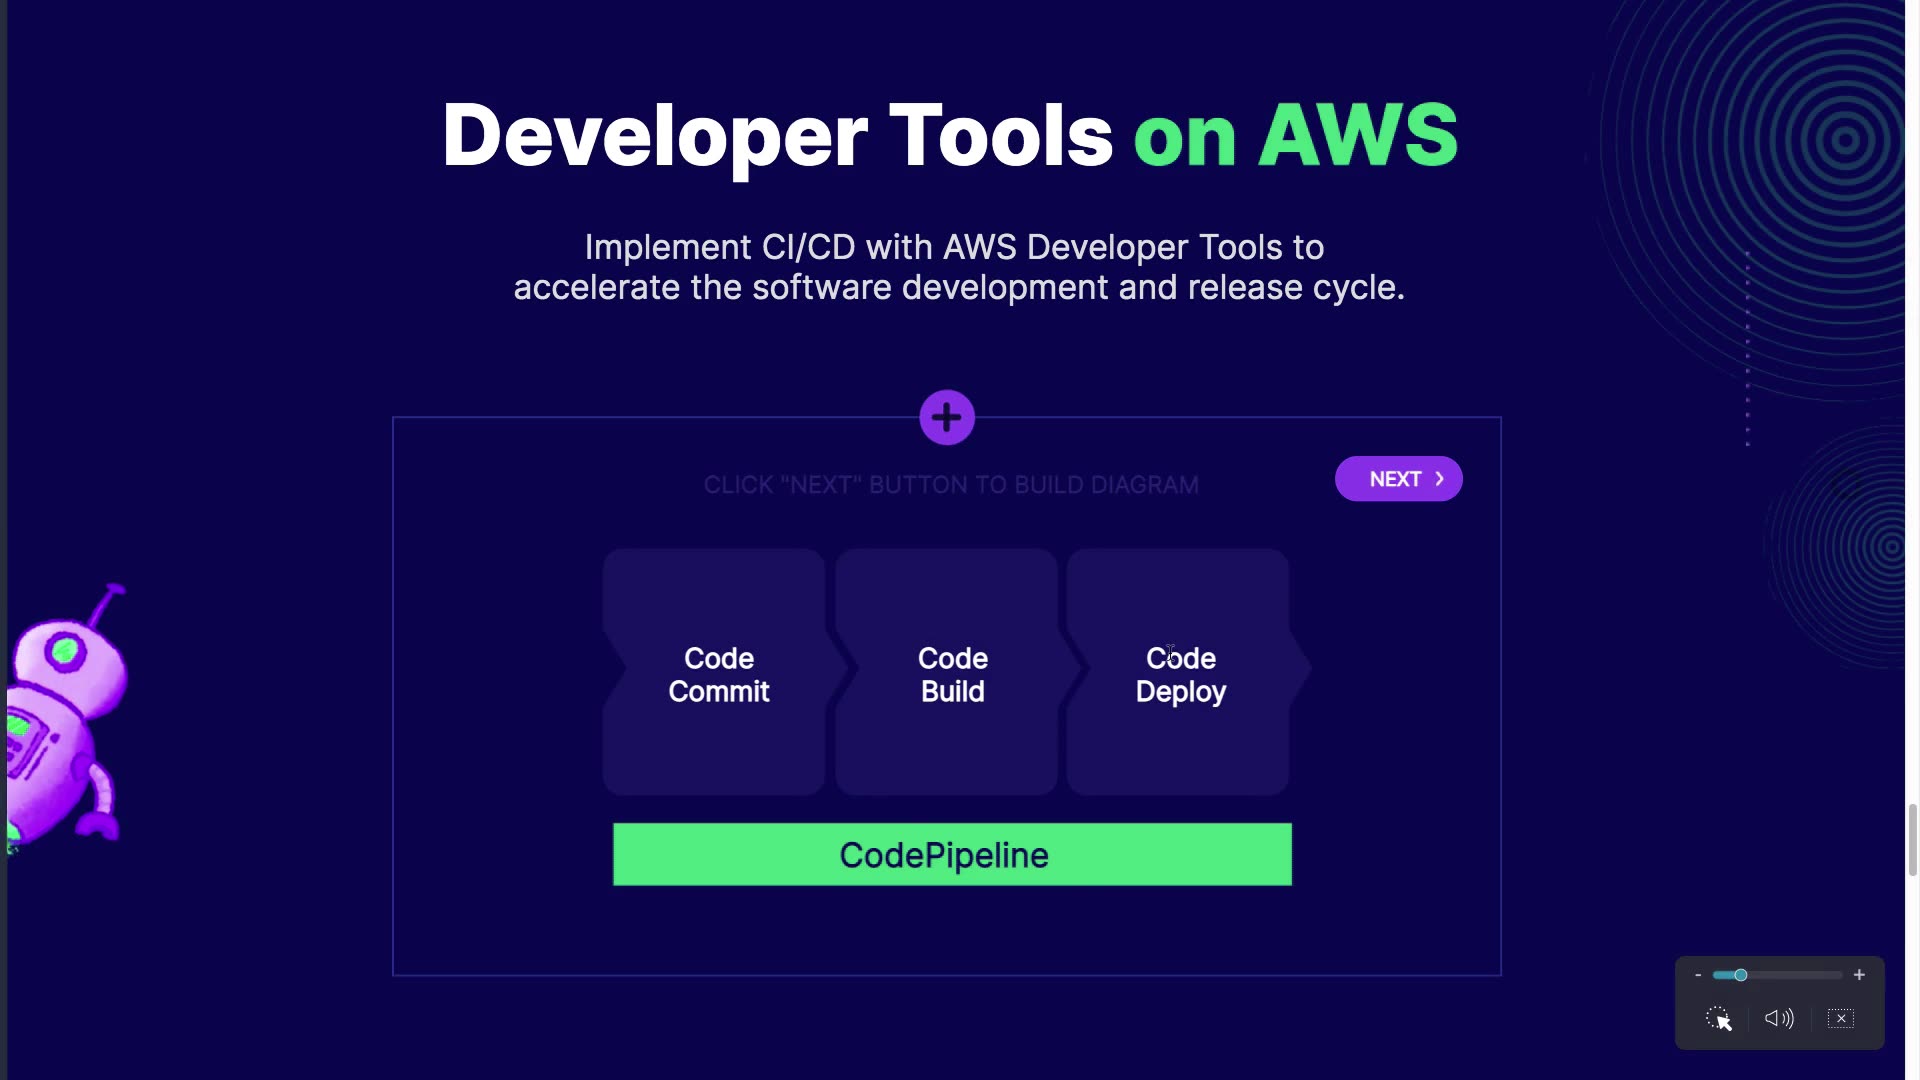 Developer Tools on AWS
Implement CI/CD with AWS Developer Tools to
accelerate the software development and release cycle.
CLICK "NEXT" BUTTON TO BUILD DIAGRAM
NEXT
Code
Commit
Code
Build
Code
Deploy
CodePipeline